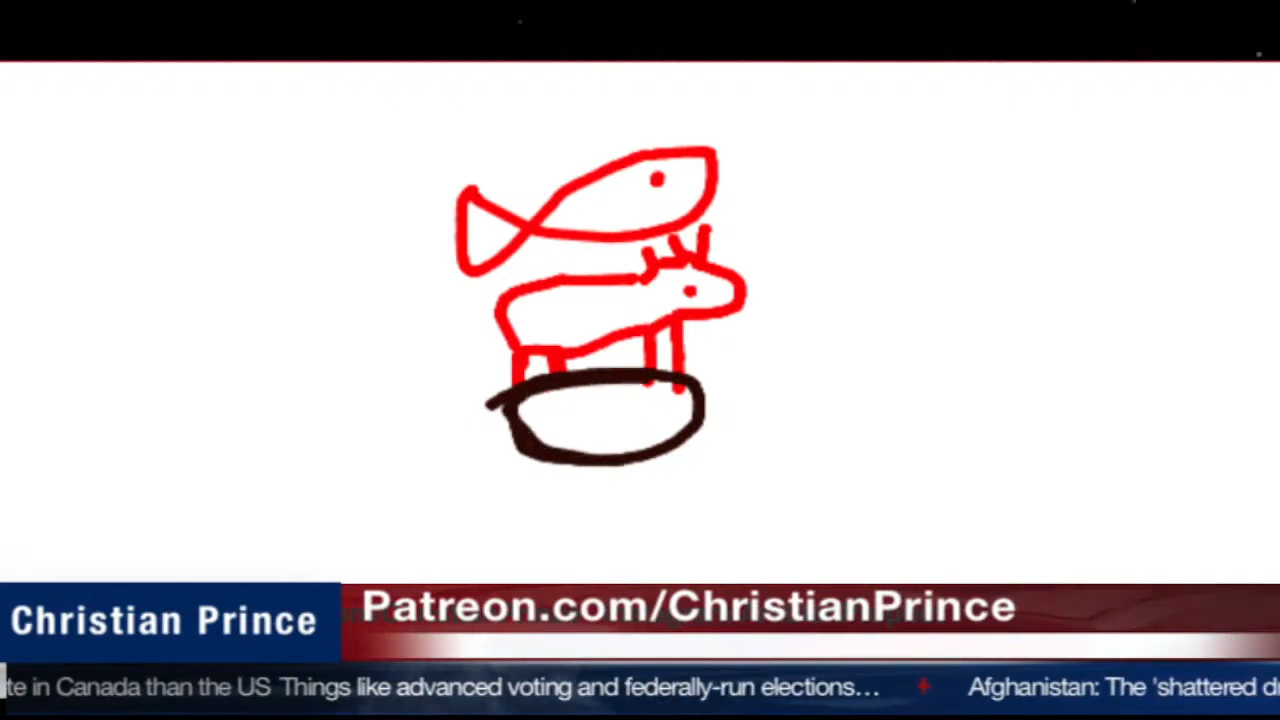 Patreon.com/ChristianPrince
Christian Prince
te in Canada than the US Things like advanced voting and federally-run elections... Afghanistan: The 'shattered d